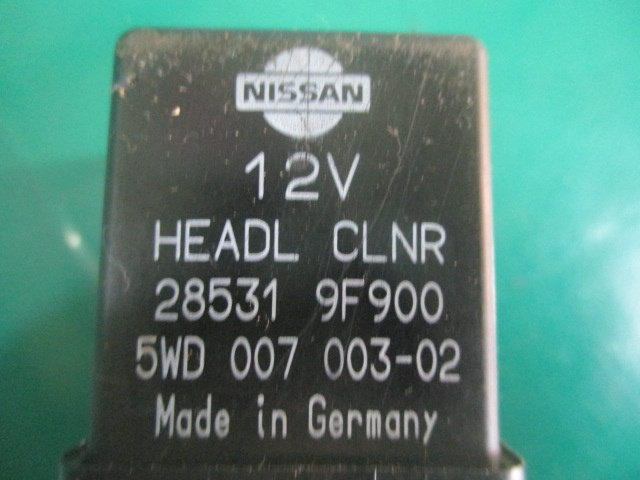 NISSAN
12V
HEADL CLNR
28531 9F900
5WD 007 003-02
Made in Germany